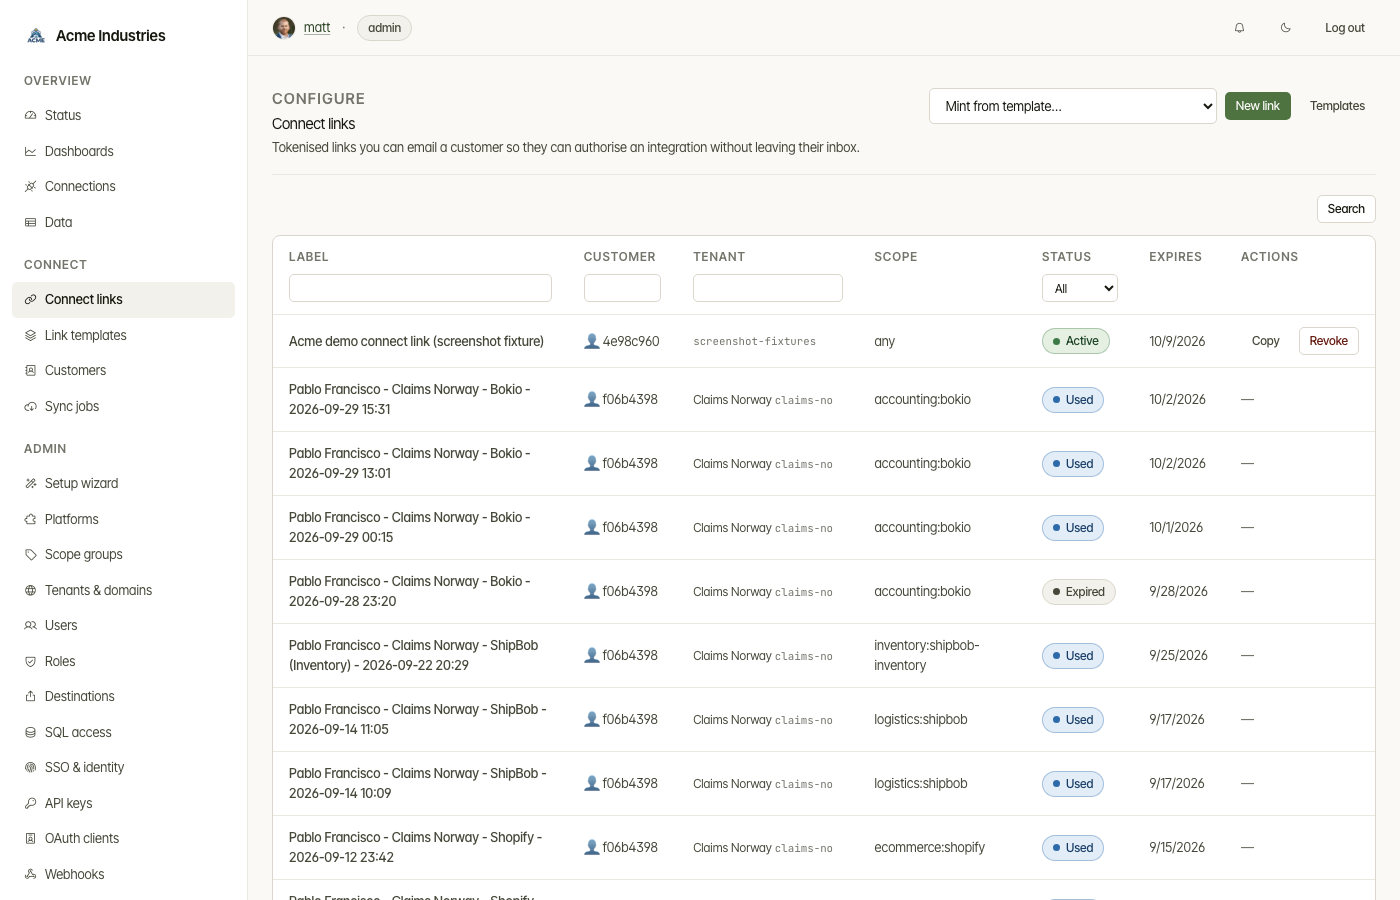 ACME
Acme Industries
OVERVIEW
Status
Dashboards
Connections
Data
CONNECT
Connect links
Link templates
Customers
Sync jobs
ADMIN
Setup wizard
Platforms
Scope groups
Tenants & domains
Users
Roles
Destinations
SQL access
SSO & identity
API keys
OAuth clients
Webhooks
matt · admin
Log out
CONFIGURE
Connect links
Tokenised links you can email a customer so they can authorise an integration without leaving their inbox.
Mint from template...
New link
Templates
Search
LABEL CUSTOMER TENANT SCOPE STATUS EXPIRES ACTIONS
All
Acme demo connect link (screenshot fixture) 4e98c960 screenshot-fixtures any Active 10/9/2026 Copy Revoke
Pablo Francisco - Claims Norway - Bokio -
2026-09-29 15:31 f06b4398 Claims Norway claims-no accounting:bokio Used 10/2/2026 —
Pablo Francisco - Claims Norway - Bokio -
2026-09-29 13:01 f06b4398 Claims Norway claims-no accounting:bokio Used 10/2/2026 —
Pablo Francisco - Claims Norway - Bokio -
2026-09-29 00:15 f06b4398 Claims Norway claims-no accounting:bokio Used 10/1/2026 —
Pablo Francisco - Claims Norway - Bokio -
2026-09-28 23:20 f06b4398 Claims Norway claims-no accounting:bokio Expired 9/28/2026 —
Pablo Francisco - Claims Norway - ShipBob
(Inventory) - 2026-09-22 20:29 f06b4398 Claims Norway claims-no inventory:shipbob-
inventory Used 9/25/2026 —
Pablo Francisco - Claims Norway - ShipBob -
2026-09-14 11:05 f06b4398 Claims Norway claims-no logistics:shipbob Used 9/17/2026 —
Pablo Francisco - Claims Norway - ShipBob -
2026-09-14 10:09 f06b4398 Claims Norway claims-no logistics:shipbob Used 9/17/2026 —
Pablo Francisco - Claims Norway - Shopify -
2026-09-12 23:42 f06b4398 Claims Norway claims-no ecommerce:shopify Used 9/15/2026 —
Pablo Francisco - Claims Norway - Shopify